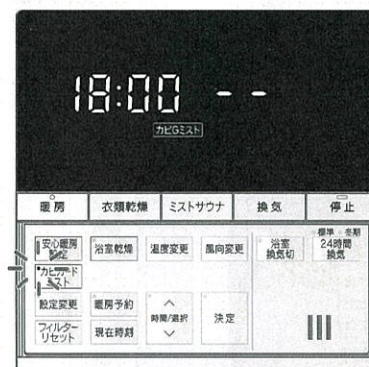 18:00 --
カビGミスト
暖房 衣類乾燥 ミストサウナ 換気 停止
標準 冬期
安心暖房 設定 浴室乾燥 温度変更 風向変更 浴室 換気切 24時間 換気
カビガード ミスト
設定変更 暖房予約 時間/選択 決定
フィルター リセット 現在時刻